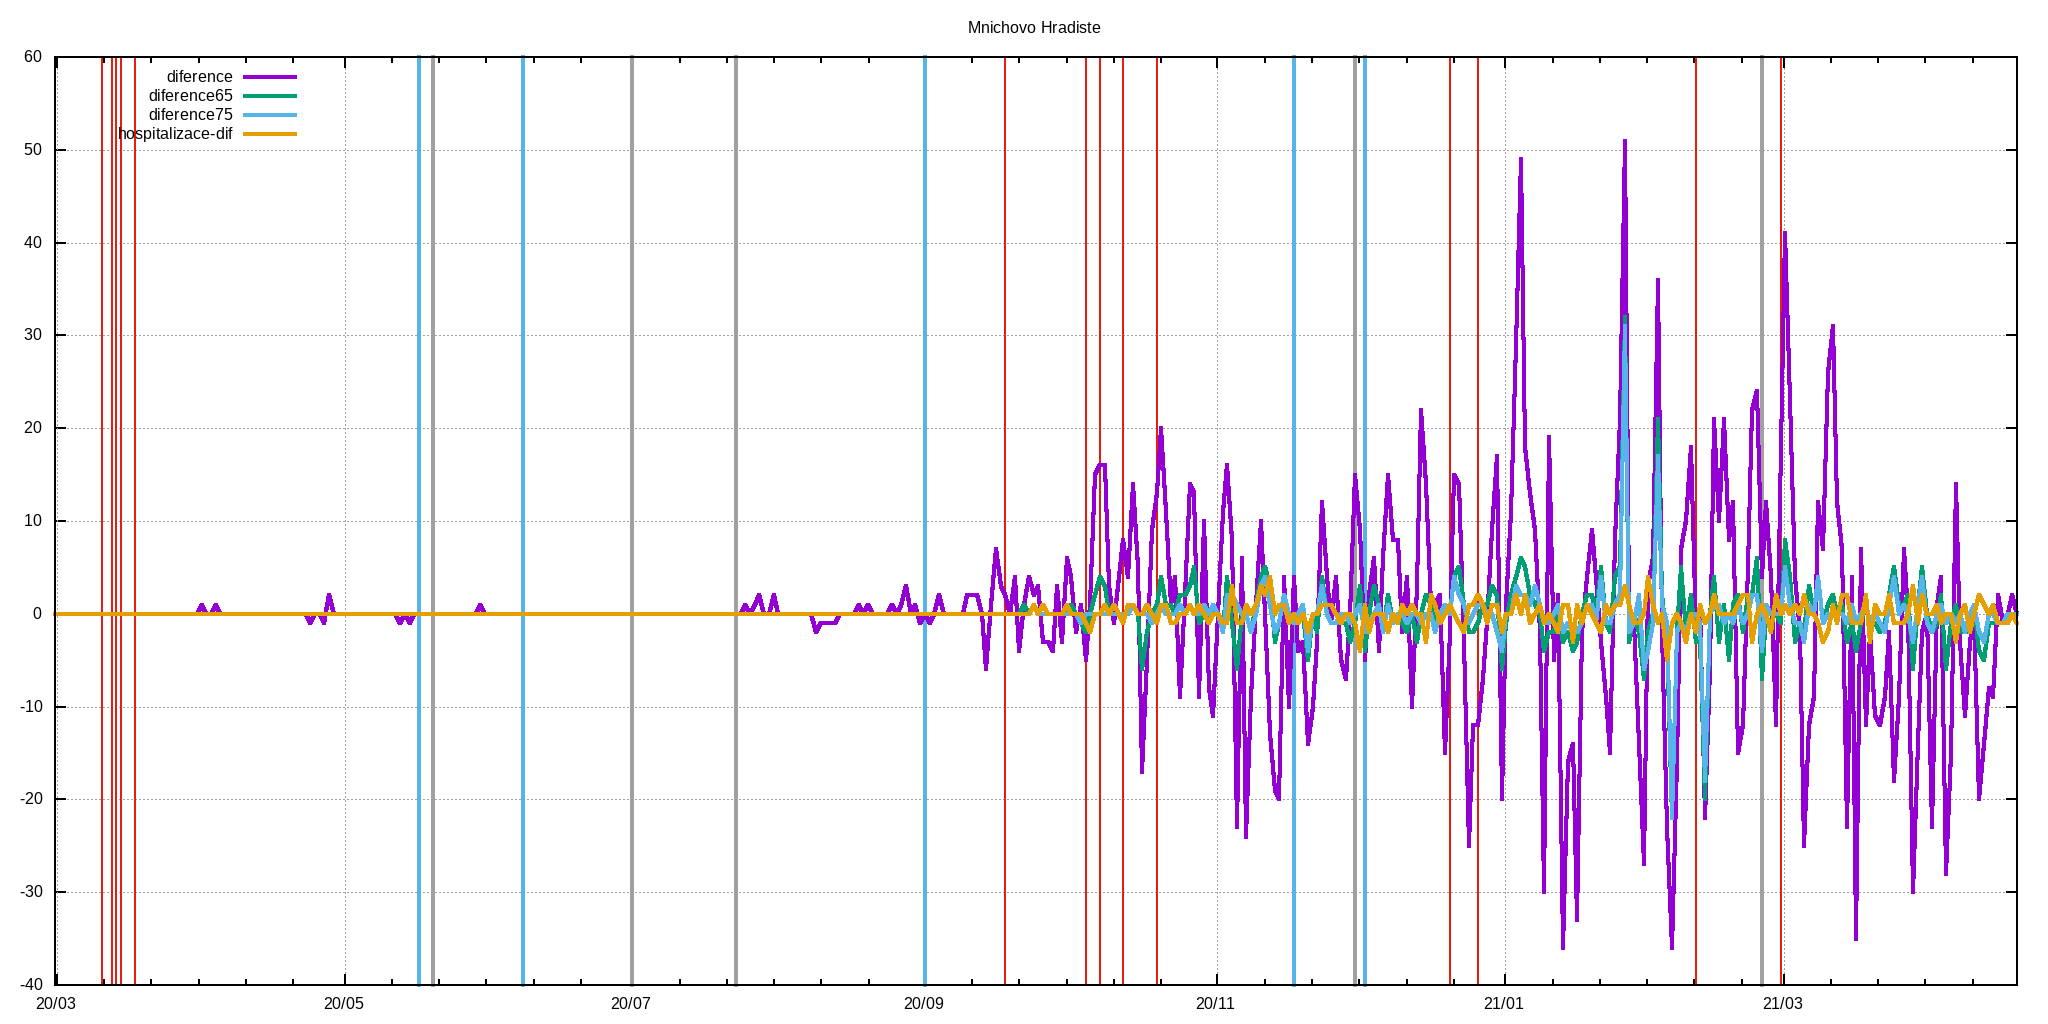 Mnichovo Hradiste
60
50
40
30
20
10
0
-10
-20
-30
-40
diference
diference65
diference75
hospitalizace-dif
20/03 20/05 20/07 20/09 20/11 21/01 21/03